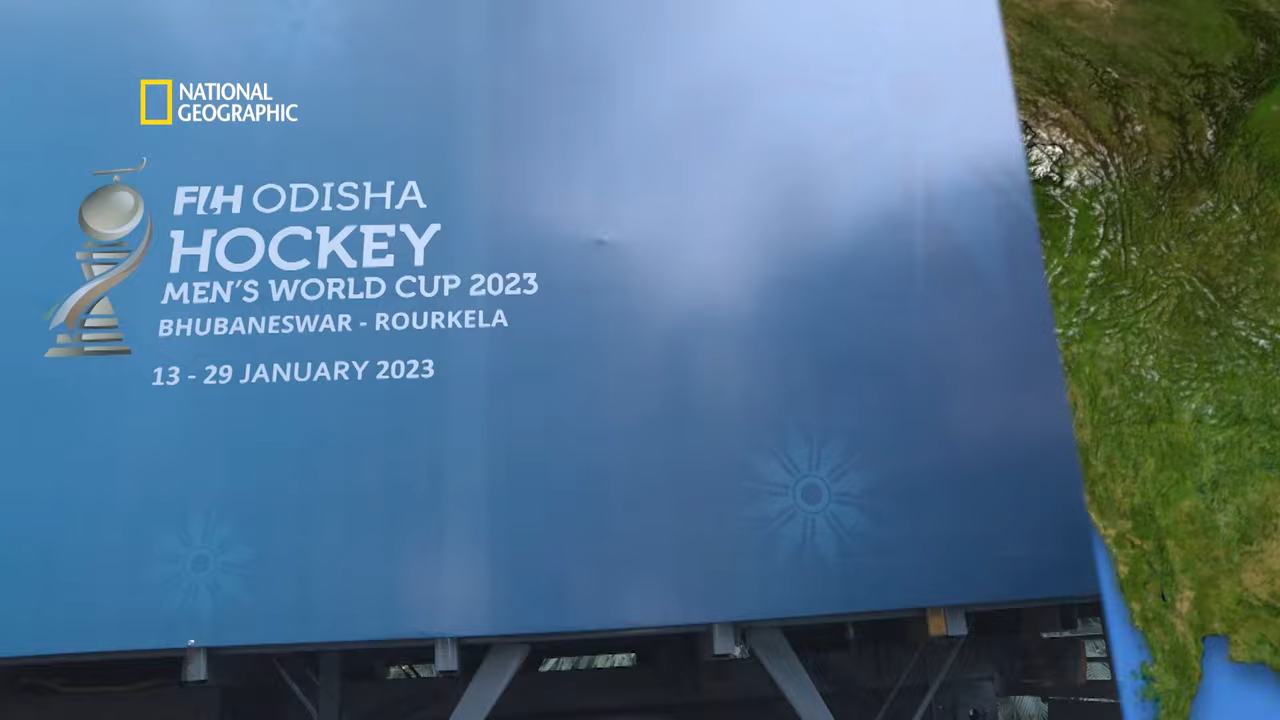 NATIONAL
GEOGRAPHIC
FIH ODISHA
HOCKEY
MEN'S WORLD CUP 2023
BHUBANESWAR - ROURKELA
13 - 29 JANUARY 2023